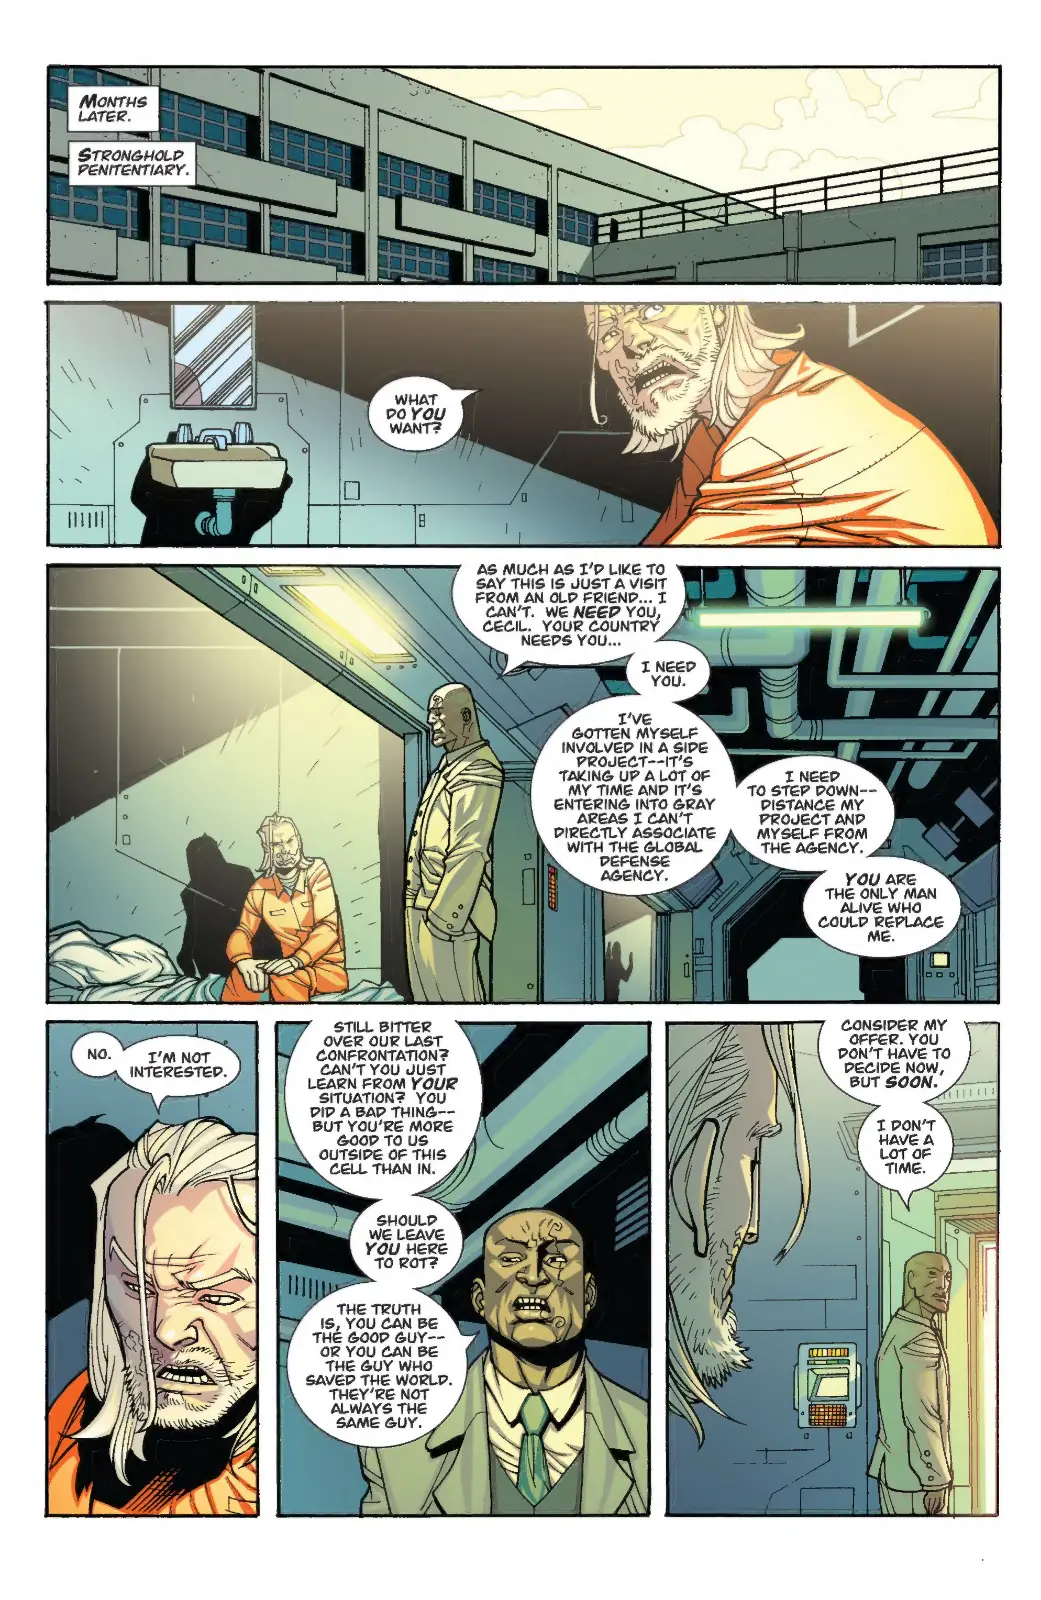 MONTHS
LATER.
STRONGHOLD
PENITENTIARY.
WHAT
DO YOU
WANT?
AS MUCH AS I'D LIKE TO
SAY THIS IS JUST A VISIT
FROM AN OLD FRIEND... I
CAN'T. WE NEED YOU,
CECIL. YOUR COUNTRY
NEEDS YOU...
I NEED
YOU.
I'VE
GOTTEN MYSELF
INVOLVED IN A SIDE
PROJECT--IT'S
TAKING UP A LOT OF
MY TIME AND IT'S
ENTERING INTO GRAY
AREAS I CAN'T
DIRECTLY ASSOCIATE
WITH THE GLOBAL
DEFENSE
AGENCY.
I NEED
TO STEP DOWN--
DISTANCE MY
PROJECT AND
MYSELF FROM
THE AGENCY.
YOU ARE
THE ONLY MAN
ALIVE WHO
COULD REPLACE
ME.
NO.
I'M NOT
INTERESTED.
STILL BITTER
OVER OUR LAST
CONFRONTATION?
CAN'T YOU JUST
LEARN FROM YOUR
SITUATION? YOU
DID A BAD THING--
BUT YOU'RE MORE
GOOD TO US
OUTSIDE OF THIS
CELL THAN IN.
SHOULD
WE LEAVE
YOU HERE
TO ROT?
THE TRUTH
IS, YOU CAN BE
THE GOOD GUY--
OR YOU CAN BE
THE GUY WHO
SAVED THE WORLD.
THEY'RE NOT
ALWAYS THE
SAME GUY.
CONSIDER MY
OFFER. YOU
DON'T HAVE TO
DECIDE NOW,
BUT SOON.
I DON'T
HAVE A
LOT OF
TIME.